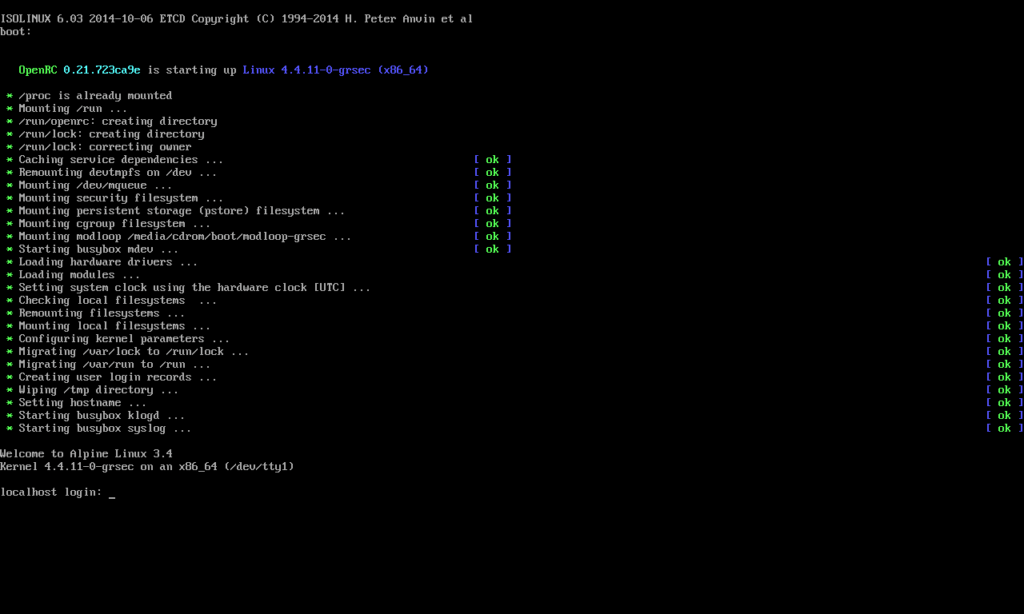 ISOLINUX 6.03 2014-10-06 ETCD Copyright (C) 1994-2014 H. Peter Anvin et al
boot:
OpenRC 0.21.723ca9e is starting up Linux 4.4.11-0-grsec (x86_64)
* /proc is already mounted
* Mounting /run ...
* /run/openrc: creating directory
* /run/lock: creating directory
* /run/lock: correcting owner
* Caching service dependencies ... [ ok ]
* Remounting devtmpfs on /dev ... [ ok ]
* Mounting /dev/mqueue ... [ ok ]
* Mounting security filesystem ... [ ok ]
* Mounting persistent storage (pstore) filesystem ... [ ok ]
* Mounting cgroup filesystem ... [ ok ]
* Mounting modloop /media/cdrom/boot/modloop-grsec ... [ ok ]
* Starting busybox mdev ... [ ok ]
* Loading hardware drivers ... [ ok ]
* Loading modules ... [ ok ]
* Setting system clock using the hardware clock [UTC] ... [ ok ]
* Checking local filesystems  ... [ ok ]
* Remounting filesystems ... [ ok ]
* Mounting local filesystems ... [ ok ]
* Configuring kernel parameters ... [ ok ]
* Migrating /var/lock to /run/lock ... [ ok ]
* Migrating /var/run to /run ... [ ok ]
* Creating user login records ... [ ok ]
* Wiping /tmp directory ... [ ok ]
* Setting hostname ... [ ok ]
* Starting busybox klogd ... [ ok ]
* Starting busybox syslog ... [ ok ]
Welcome to Alpine Linux 3.4
Kernel 4.4.11-0-grsec on an x86_64 (/dev/tty1)
localhost login: _